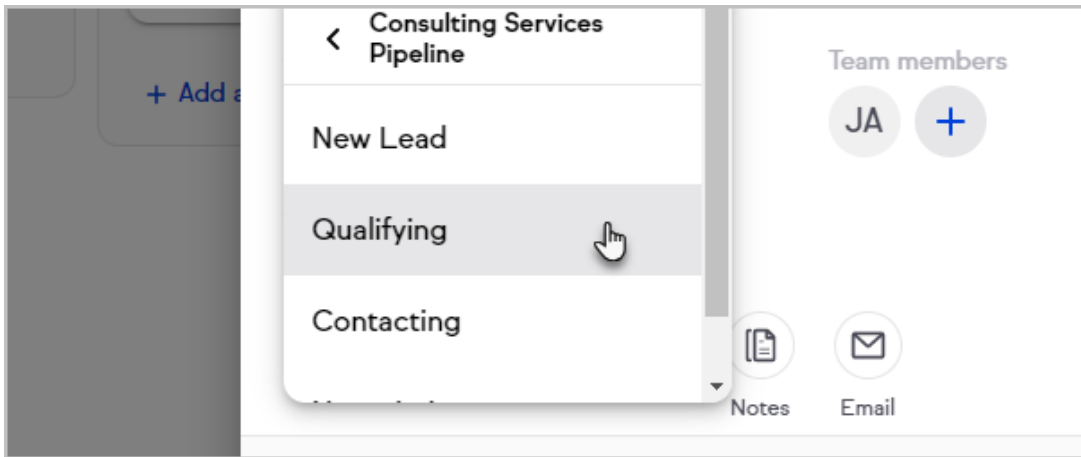 Consulting Services
Pipeline
Team members
+ Add a
JA
+
New Lead
Qualifying
Contacting
Notes
Email